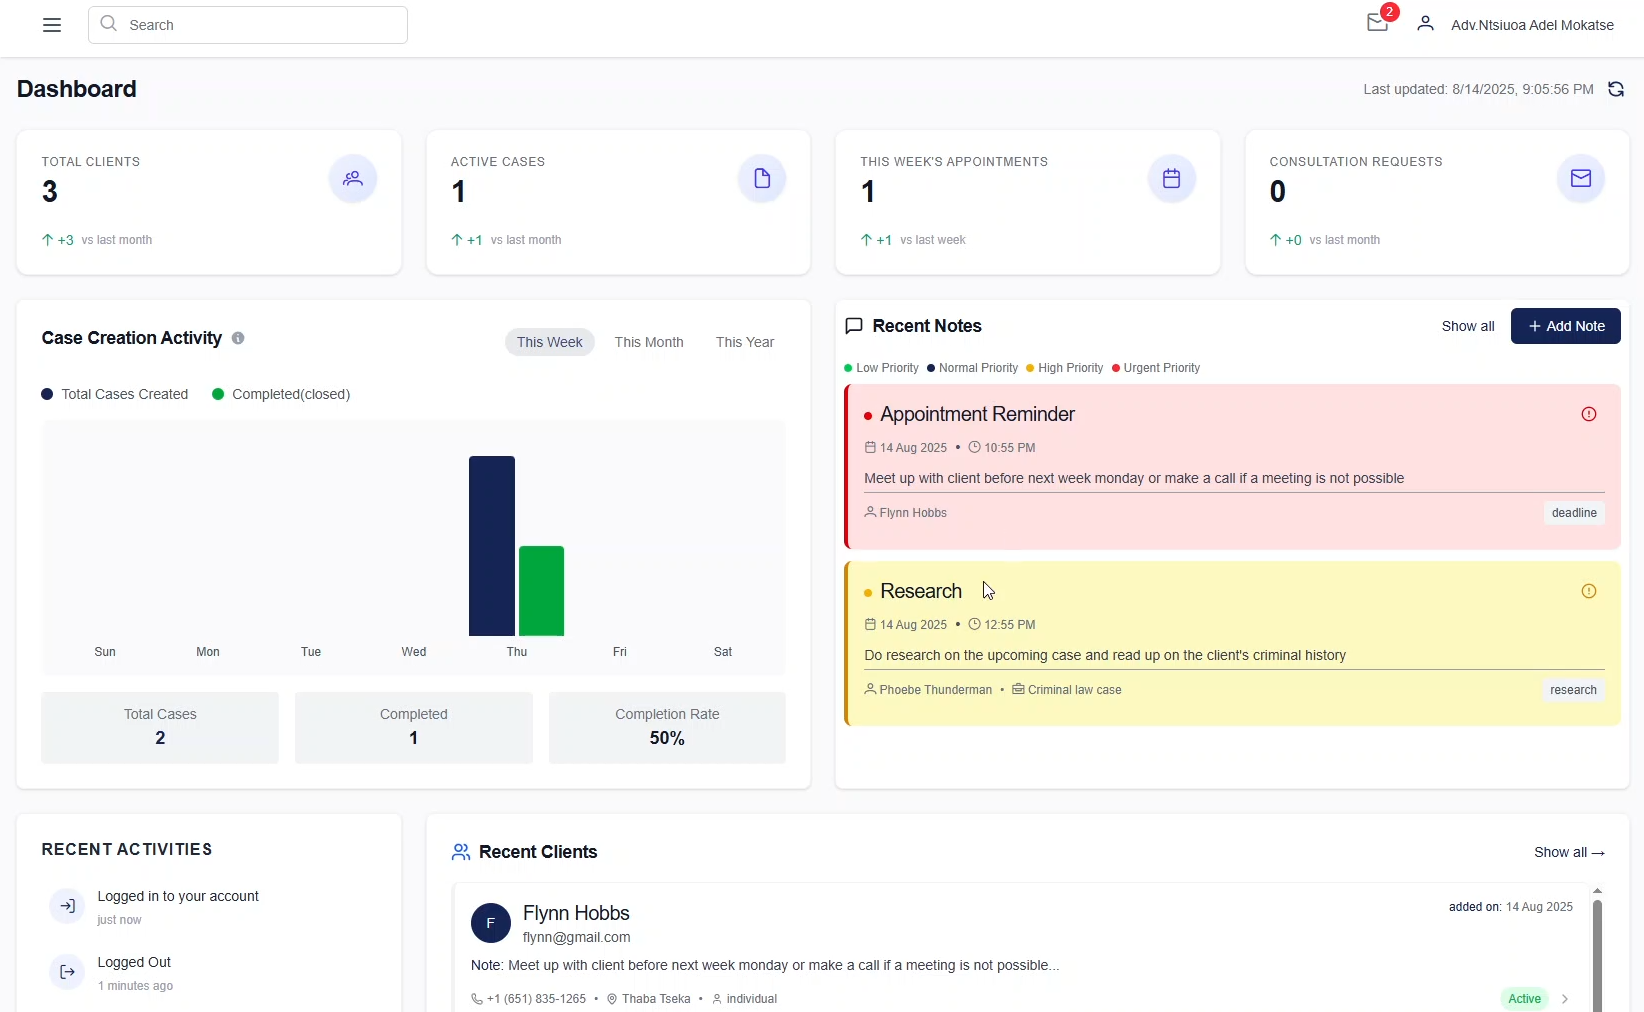 Search
2
Adv.Ntsiuoa Adel Mokatse
Dashboard
Last updated: 8/14/2025, 9:05:56 PM
TOTAL CLIENTS
3
+3 vs last month
ACTIVE CASES
1
+1 vs last month
THIS WEEK'S APPOINTMENTS
1
+1 vs last week
CONSULTATION REQUESTS
0
+0 vs last month
Case Creation Activity
This Week This Month This Year
Total Cases Created Completed(closed)
Sun Mon Tue Wed Thu Fri Sat
Total Cases
2
Completed
1
Completion Rate
50%
Recent Notes
Show all
+ Add Note
Low Priority Normal Priority High Priority Urgent Priority
Appointment Reminder
14 Aug 2025 • 10:55 PM
Meet up with client before next week monday or make a call if a meeting is not possible
Flynn Hobbs
deadline
Research
14 Aug 2025 • 12:55 PM
Do research on the upcoming case and read up on the client's criminal history
Phoebe Thunderman • Criminal law case
research
RECENT ACTIVITIES
Logged in to your account
just now
Logged Out
1 minutes ago
Recent Clients
Show all →
F
Flynn Hobbs
added on: 14 Aug 2025
flynn@gmail.com
Note: Meet up with client before next week monday or make a call if a meeting is not possible...
+1 (651) 835-1265 • Thaba Tseka • individual
Active